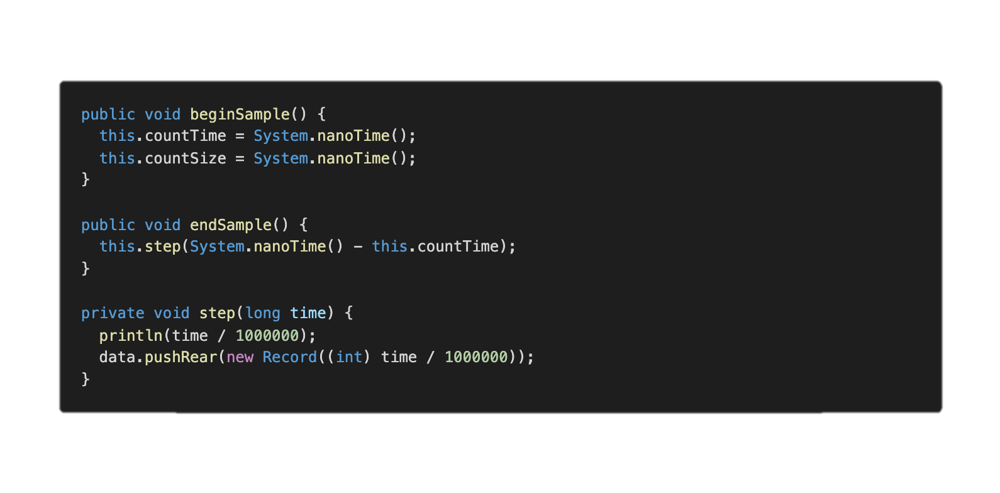 public void beginSample() {
  this.countTime = System.nanoTime();
  this.countSize = System.nanoTime();
}

public void endSample() {
  this.step(System.nanoTime() - this.countTime);
}

private void step(long time) {
  println(time / 1000000);
  data.pushRear(new Record((int) time / 1000000));
}